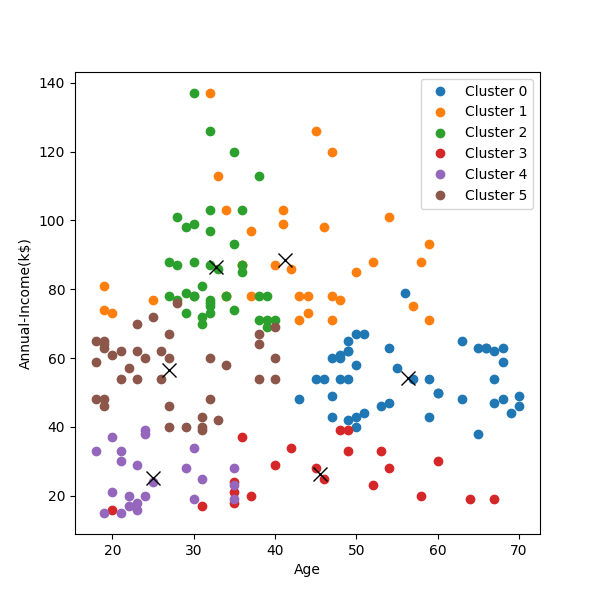 140
120
100
80
60
40
20
Annual-Income(k$)
Cluster 0
Cluster 1
Cluster 2
Cluster 3
Cluster 4
Cluster 5
20 30 40 50 60 70
Age